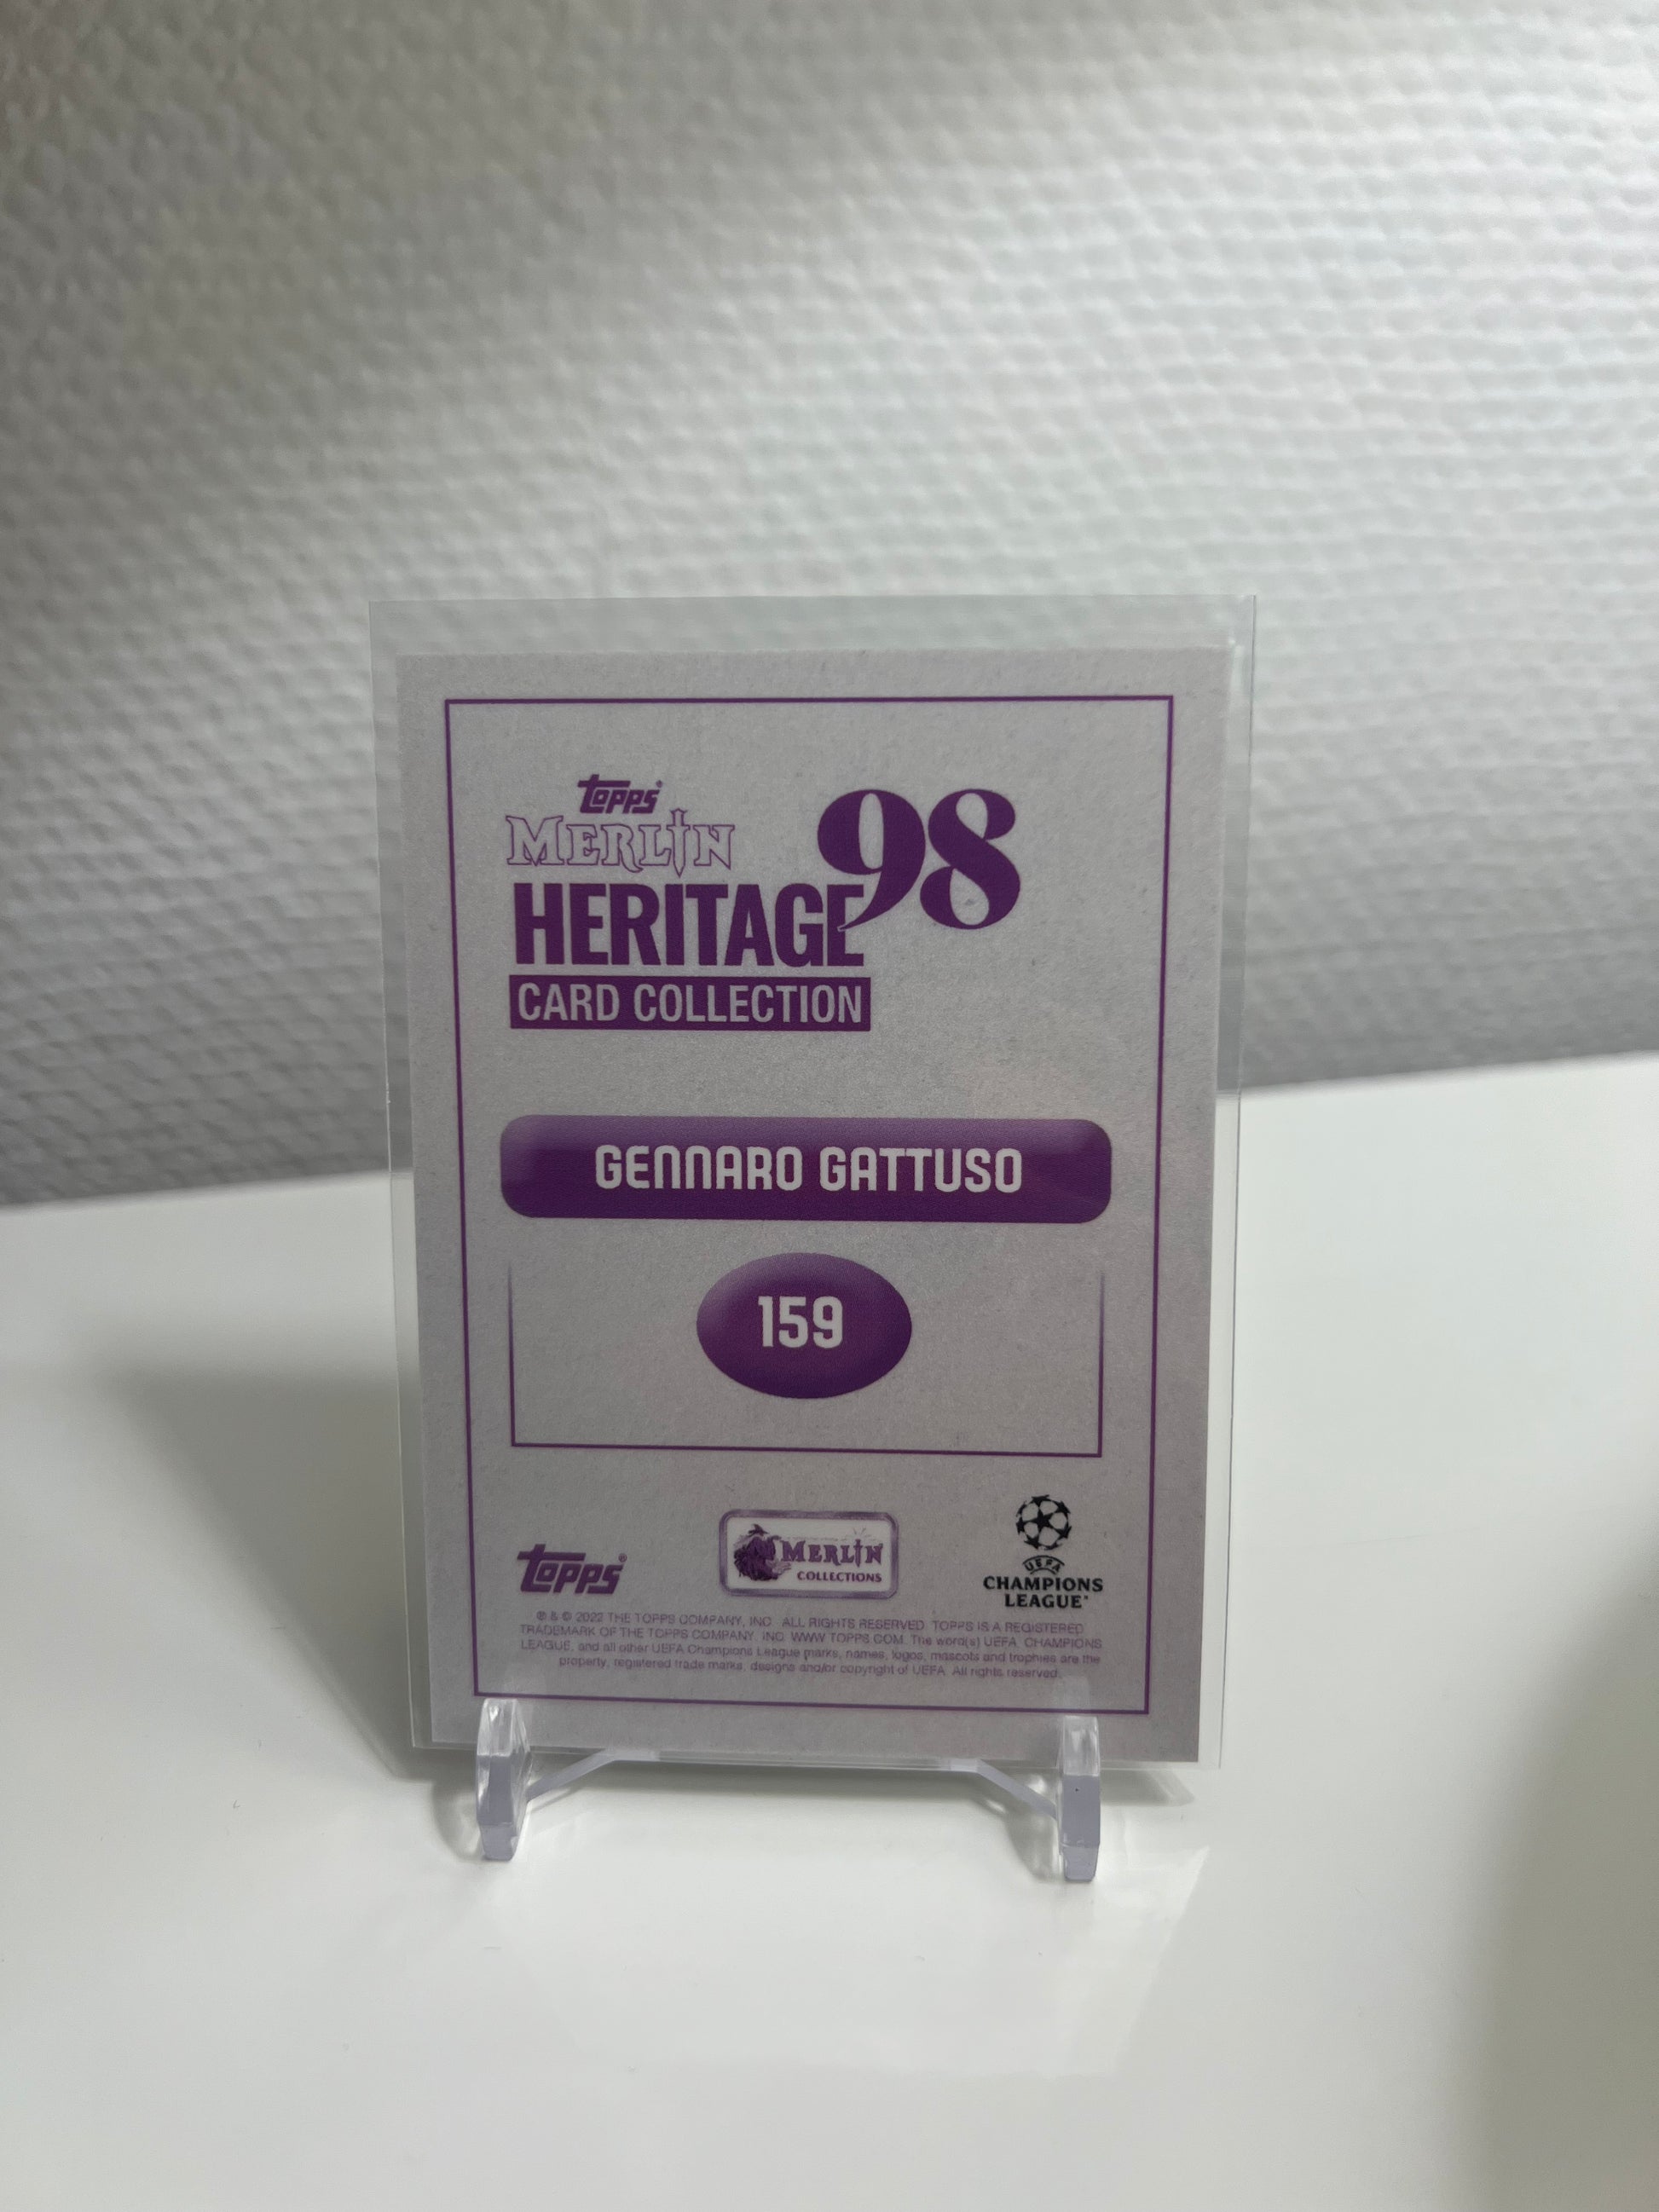 topps
MERLIN
98
HERITAGE
CARD COLLECTION
GENNARO GATTUSO
159
topps®
MERLIN
COLLECTIONS
UEFA
CHAMPIONS
LEAGUE®
® & © 2022 THE TOPPS COMPANY, INC. ALL RIGHTS RESERVED. TOPPS IS A REGISTERED
TRADEMARK OF THE TOPPS COMPANY, INC. WWW.TOPPS.COM. The word(s) UEFA, CHAMPIONS
LEAGUE, and all other UEFA Champions League marks, names, logos, mascots and trophies are the
property, registered trade marks, designs and/or copyright of UEFA. All rights reserved.